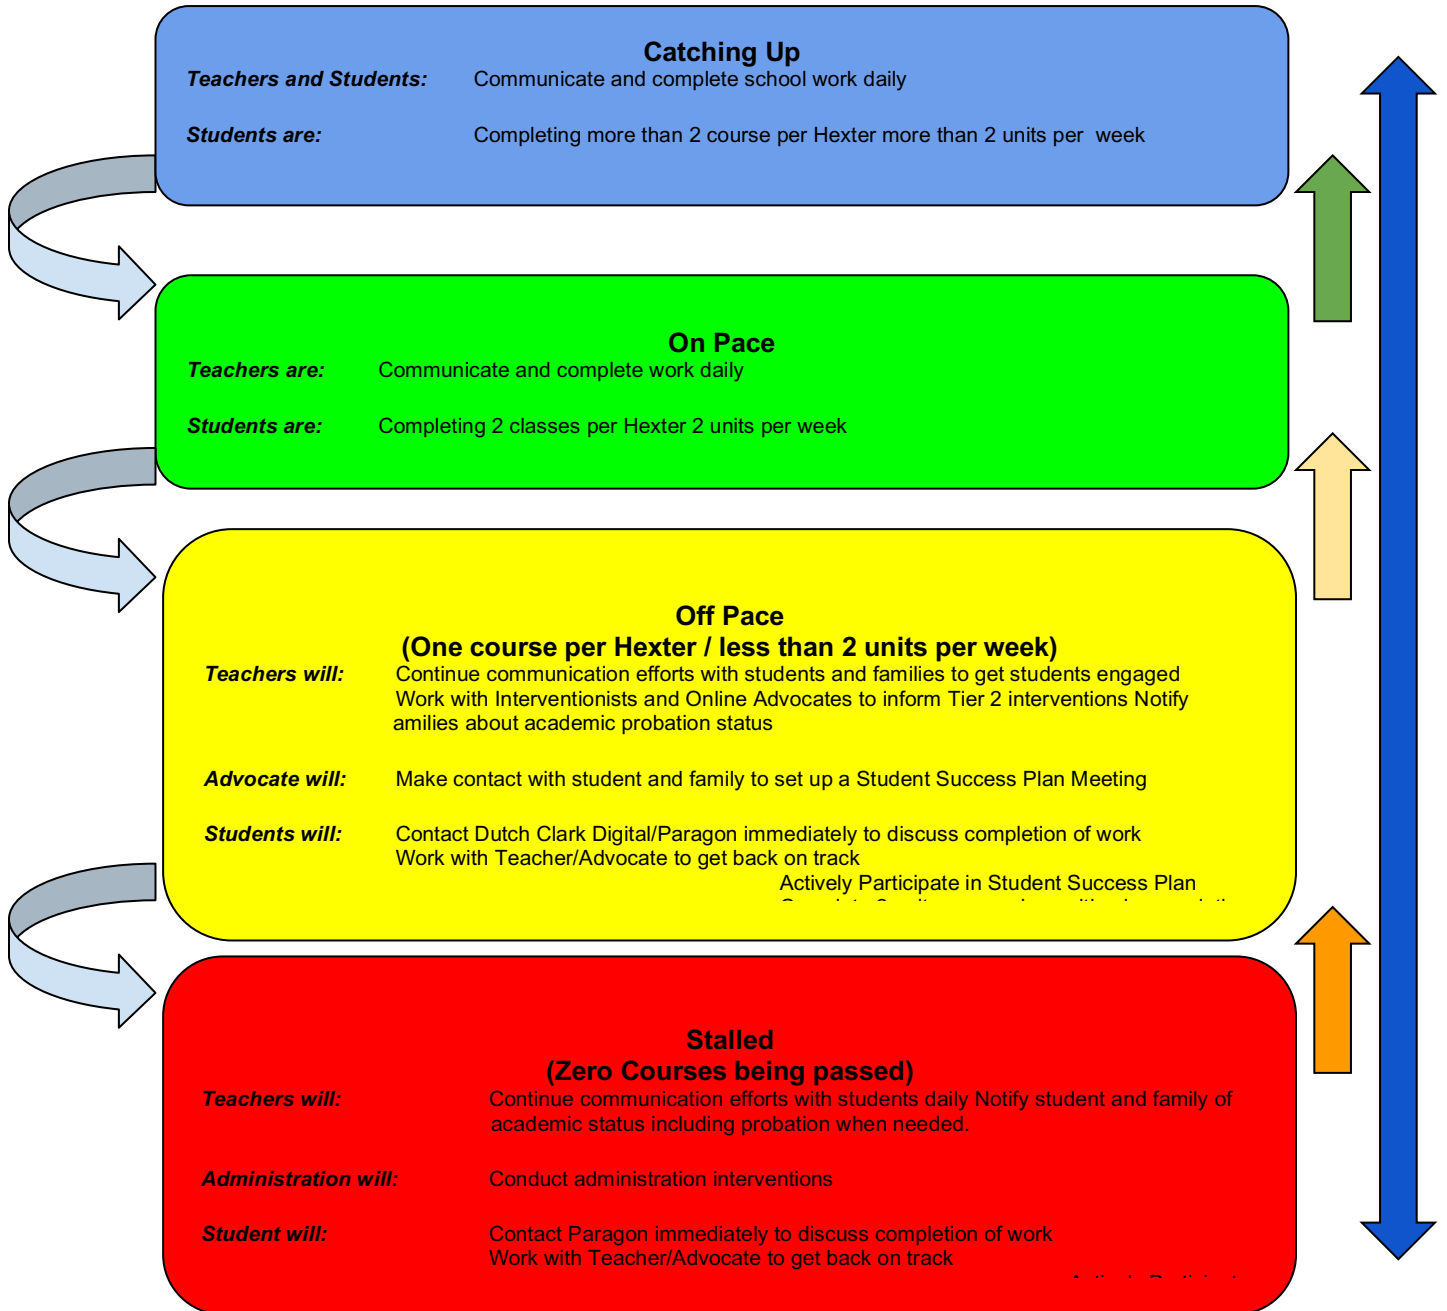 Catching Up
Teachers and Students: Communicate and complete school work daily
Students are: Completing more than 2 course per Hexter more than 2 units per week
On Pace
Teachers are: Communicate and complete work daily
Students are: Completing 2 classes per Hexter 2 units per week
Off Pace
(One course per Hexter / less than 2 units per week)
Teachers will: Continue communication efforts with students and families to get students engaged
Work with Interventionists and Online Advocates to inform Tier 2 interventions Notify
amilies about academic probation status
Advocate will: Make contact with student and family to set up a Student Success Plan Meeting
Students will: Contact Dutch Clark Digital/Paragon immediately to discuss completion of work
Work with Teacher/Advocate to get back on track
Actively Participate in Student Success Plan
Stalled
(Zero Courses being passed)
Teachers will: Continue communication efforts with students daily Notify student and family of
academic status including probation when needed.
Administration will: Conduct administration interventions
Student will: Contact Paragon immediately to discuss completion of work
Work with Teacher/Advocate to get back on track